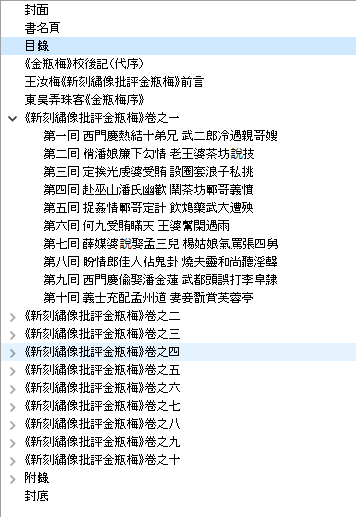 封面
書名頁
目錄
《金瓶梅》校後記(代序)
王汝梅《新刻繡像批評金瓶梅》前言
東吴弄珠客《金瓶梅序》
《新刻繡像批評金瓶梅》卷之一
第一回 西門慶熱結十弟兄 武二郎冷遇親哥嫂
第二回 俏潘娘簾下勾情 老王婆茶坊説技
第三回 定挨光虔婆受賄 設圈套浪子私挑
第四回 赴巫山潘氏幽歡 鬧茶坊鄆哥義憤
第五回 捉姦情鄆哥定計 飲鴆藥武大遭殃
第六回 何九受賄瞞天 王婆幫閑遇雨
第七回 薛媒婆説娶孟三兒 楊姑娘氣罵張四舅
第八回 盼情郎佳人佔鬼卦 燒夫靈和尚聽淫聲
第九回 西門慶偷娶潘金蓮 武都頭誤打李皁隸
第十回 義士充配孟州道 妻妾翫賞芙蓉亭
《新刻繡像批評金瓶梅》卷之二
《新刻繡像批評金瓶梅》卷之三
《新刻繡像批評金瓶梅》卷之四
《新刻繡像批評金瓶梅》卷之五
《新刻繡像批評金瓶梅》卷之六
《新刻繡像批評金瓶梅》卷之七
《新刻繡像批評金瓶梅》卷之八
《新刻繡像批評金瓶梅》卷之九
《新刻繡像批評金瓶梅》卷之十
附錄
封底